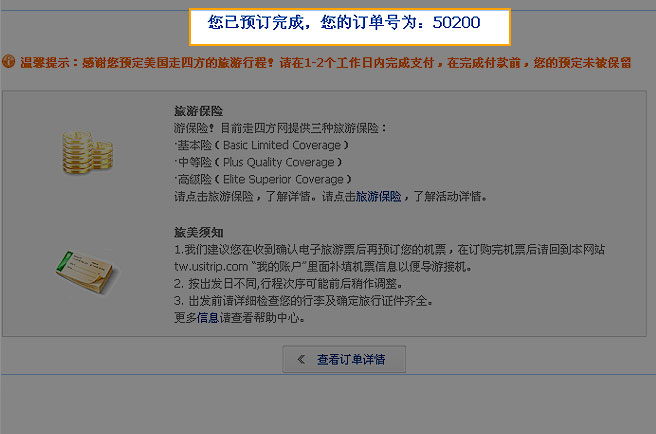 您已预订完成，您的订单号为：50200
温馨提示：感谢您预定美国走四方的旅游行程！请在1-2个工作日内完成支付，在完成付款前，您的预定未被保留
旅游保险
游保险！目前走四方网提供三种旅游保险：
·基本险（Basic Limited Coverage）
·中等险（Plus Quality Coverage）
·高级险（Elite Superior Coverage）
请点击旅游保险，了解详情。请点击旅游保险，了解活动详情。
旅美须知
1.我们建议您在收到确认电子旅游票后再预订您的机票，在订购完机票后请回到本网站
tw.usitrip.com “我的账户”里面补填机票信息以便导游接机。
2. 按出发日不同,行程次序可能前后稍作调整。
3. 出发前请详细检查您的行李及确定旅行证件齐全。
更多信息请查看帮助中心。
《 查看订单详情